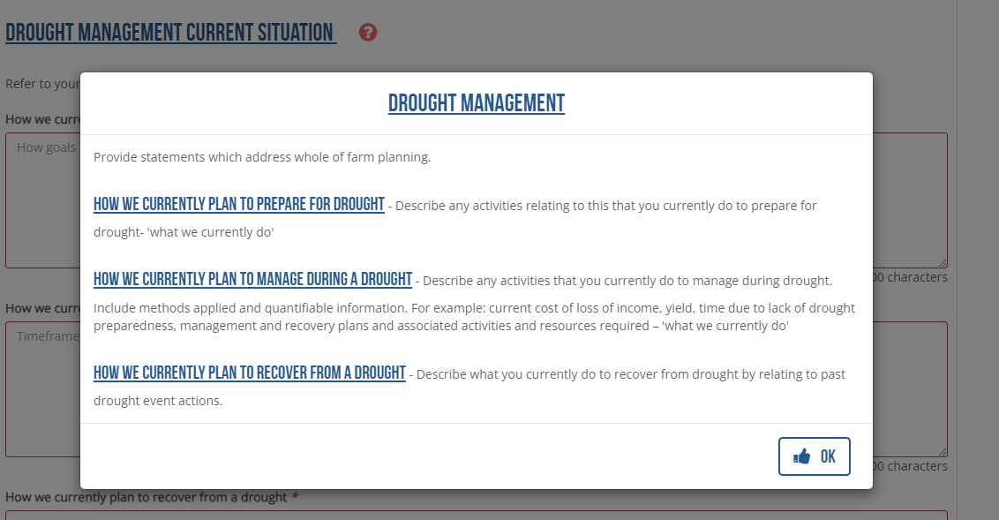 DROUGHT MANAGEMENT CURRENT SITUATION ?
Refer to your
How we curre
How goals
00 characters
How we curre
Timeframe
00 characters
How we currently plan to recover from a drought *
DROUGHT MANAGEMENT
Provide statements which address whole of farm planning.
HOW WE CURRENTLY PLAN TO PREPARE FOR DROUGHT - Describe any activities relating to this that you currently do to prepare for
drought- 'what we currently do'
HOW WE CURRENTLY PLAN TO MANAGE DURING A DROUGHT - Describe any activities that you currently do to manage during drought.
Include methods applied and quantifiable information. For example: current cost of loss of income, yield, time due to lack of drought
preparedness, management and recovery plans and associated activities and resources required – 'what we currently do'
HOW WE CURRENTLY PLAN TO RECOVER FROM A DROUGHT - Describe what you currently do to recover from drought by relating to past
drought event actions.
OK